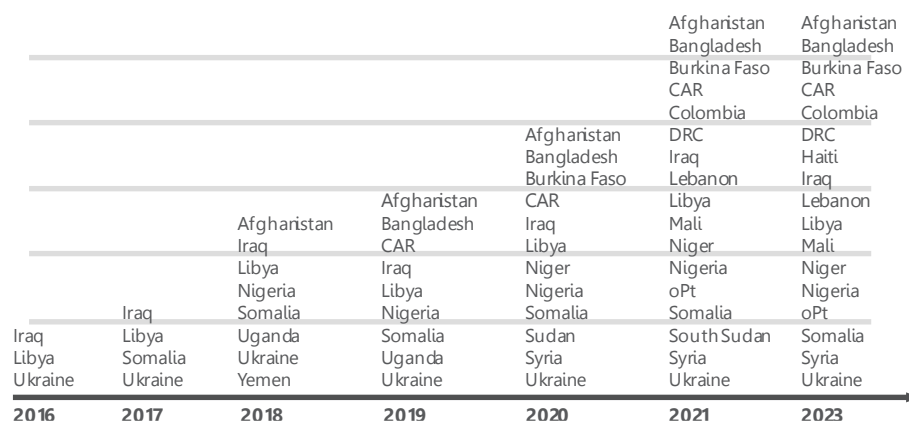 Afghanistan
Bangladesh
Burkina Faso
CAR
Colombia
DRC
Iraq
Lebanon
Libya
Mali
Niger
Nigeria
oPt
Somalia
South Sudan
Syria
Ukraine
Afghanistan
Bangladesh
Burkina Faso
CAR
Colombia
DRC
Haiti
Iraq
Lebanon
Libya
Mali
Niger
Nigeria
oPt
Somalia
Syria
Ukraine
Afghanistan
Bangladesh
Burkina Faso
CAR
Iraq
Libya
Niger
Nigeria
Somalia
Sudan
Syria
Ukraine
Afghanistan
Bangladesh
CAR
Iraq
Libya
Nigeria
Somalia
Uganda
Ukraine
Afghanistan
Iraq
Libya
Nigeria
Somalia
Uganda
Ukraine
Yemen
Iraq
Libya
Somalia
Ukraine
Iraq
Libya
Ukraine
2016 2017 2018 2019 2020 2021 2023